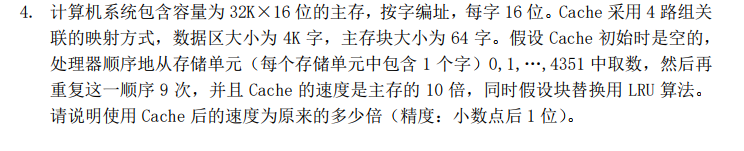 4. 计算机系统包含容量为 32K×16 位的主存，按字编址，每字 16 位。Cache 采用 4 路组关
联的映射方式，数据区大小为 4K 字，主存块大小为 64 字。假设 Cache 初始时是空的，
处理器顺序地从存储单元（每个存储单元中包含 1 个字）0,1,…,4351 中取数，然后再
重复这一顺序 9 次，并且 Cache 的速度是主存的 10 倍，同时假设块替换用 LRU 算法。
请说明使用 Cache 后的速度为原来的多少倍（精度：小数点后 1 位）。